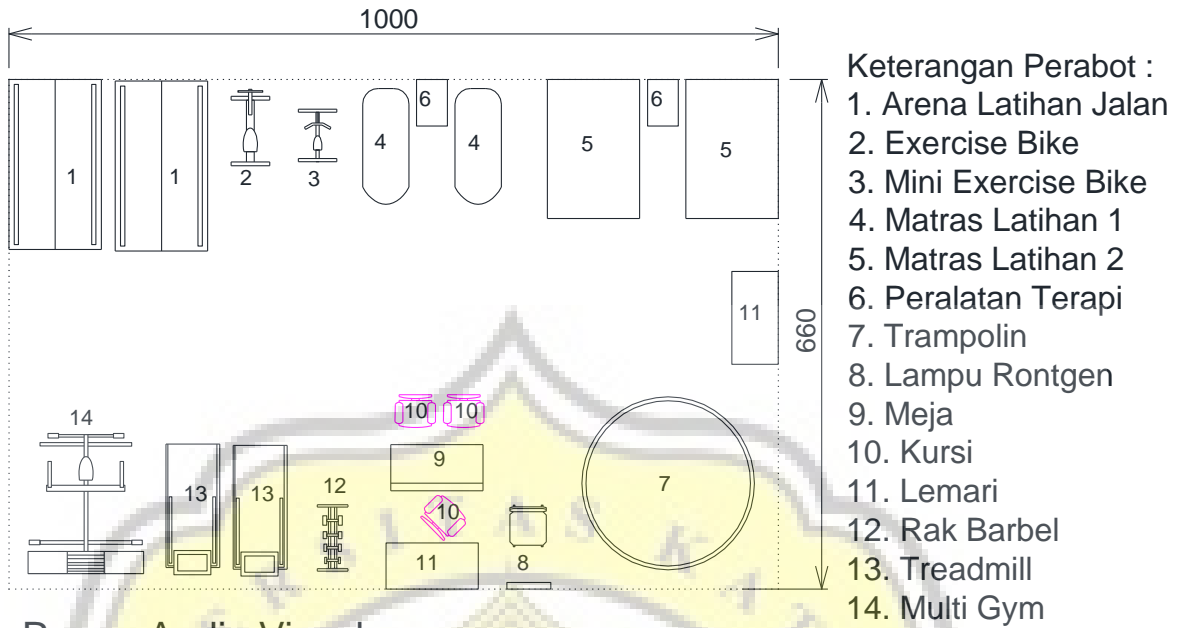 1000
Keterangan Perabot :
1. Arena Latihan Jalan
2. Exercise Bike
3. Mini Exercise Bike
4. Matras Latihan 1
5. Matras Latihan 2
6. Peralatan Terapi
7. Trampolin
8. Lampu Rontgen
9. Meja
10. Kursi
11. Lemari
12. Rak Barbel
13. Treadmill
14. Multi Gym
6 6
4 4 5 5
1 1 2 3
11
660
14 10 10
9
13 13 12 10 7
11 8